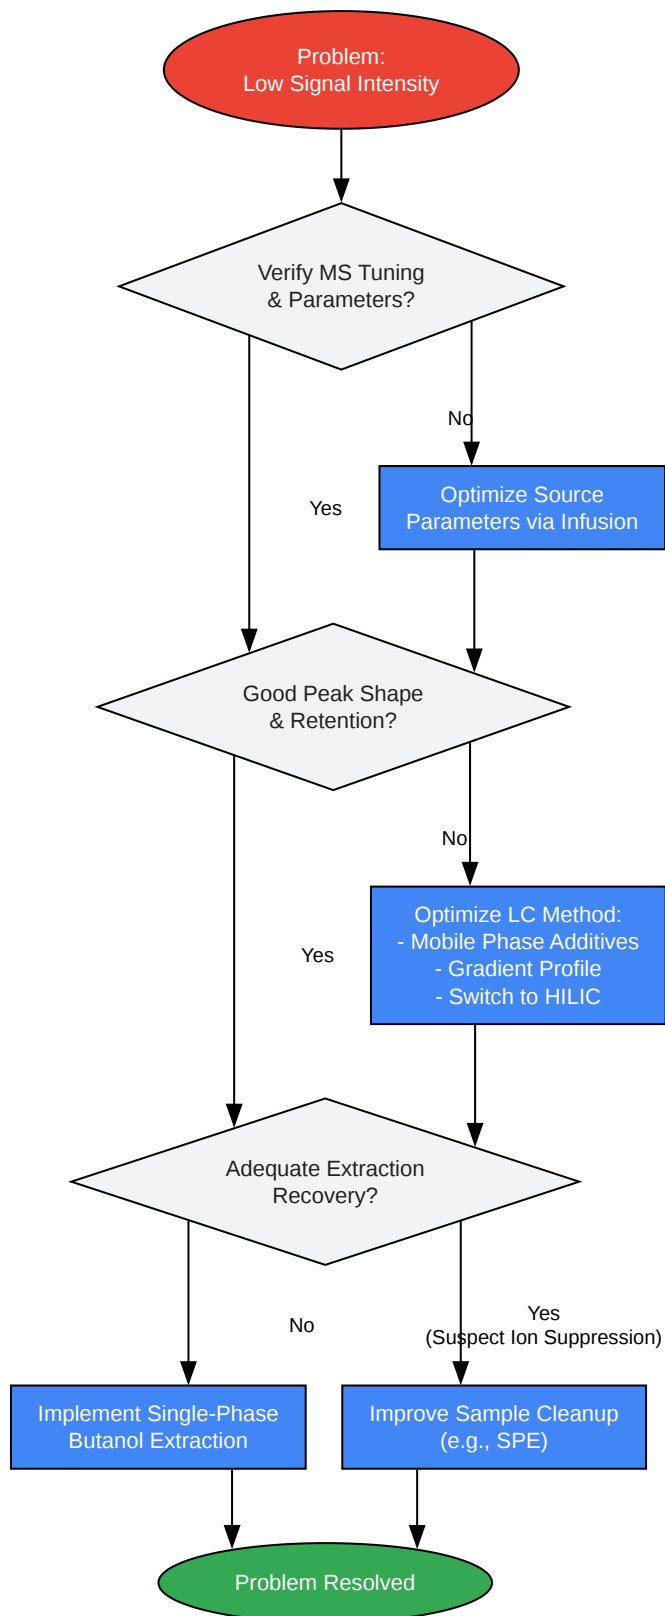 Problem:
Low Signal Intensity
Verify MS Tuning
& Parameters?
No
Yes
Optimize Source
Parameters via Infusion
Good Peak Shape
& Retention?
No
Yes
Optimize LC Method:
- Mobile Phase Additives
- Gradient Profile
- Switch to HILIC
Adequate Extraction
Recovery?
No
Yes
(Suspect Ion Suppression)
Implement Single-Phase
Butanol Extraction
Improve Sample Cleanup
(e.g., SPE)
Problem Resolved